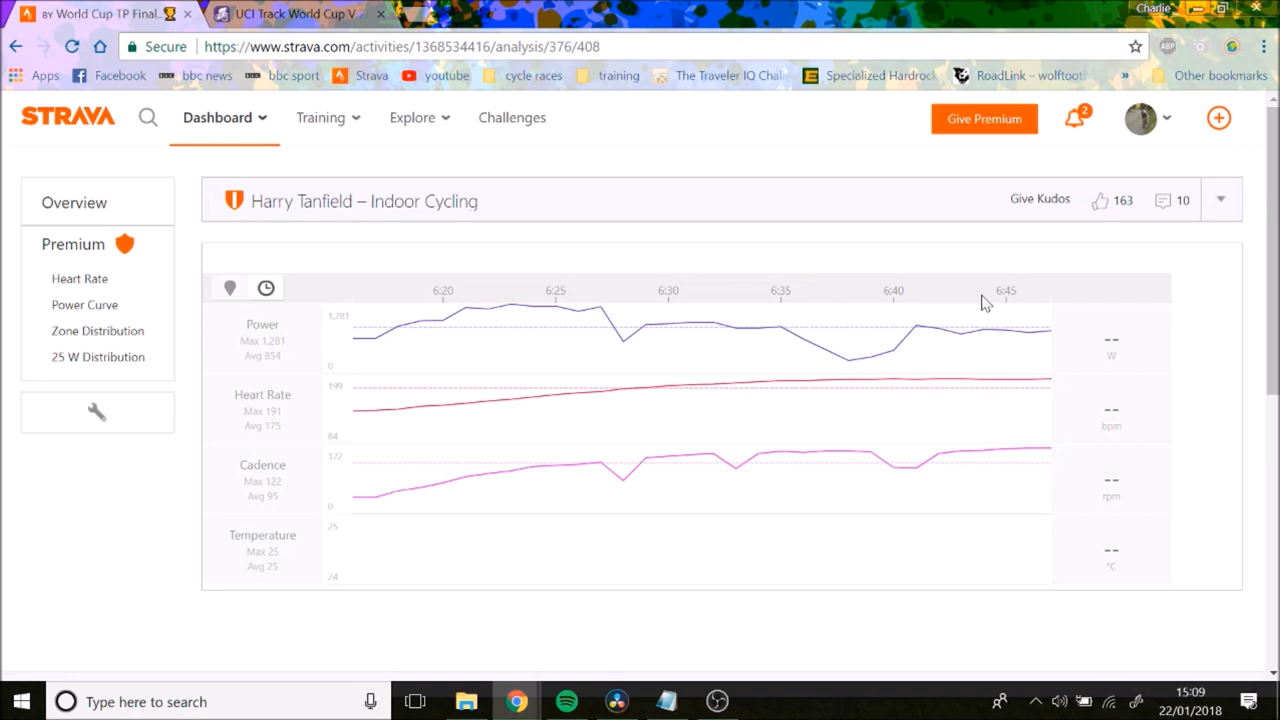 BY World Cup TP Final..
UCI Track World Cup V
Charlie
Secure
https://www.strava.com/activities/1368534416/analysis/376/408
ABP
Apps
Facebook
bbc news
bbc sport
Strava
youtube
cycle races
training
The Traveler IQ Chal
Specialized Hardrock
RoadLink – wolftoot
»
Other bookmarks
STRAVA
Dashboard
Training
Explore
Challenges
Give Premium
2
Overview
Premium
Heart Rate
Power Curve
Zone Distribution
25 W Distribution
Harry Tanfield – Indoor Cycling
Give Kudos
163
10
6:20 6:25 6:30 6:35 6:40 6:45
Power
Max 1,281
Avg 854
1,281
0
--
W
Heart Rate
Max 191
Avg 175
199
84
--
bpm
Cadence
Max 122
Avg 95
122
0
--
rpm
Temperature
Max 25
Avg 25
25
24
--
°C
Type here to search
15:09
22/01/2018